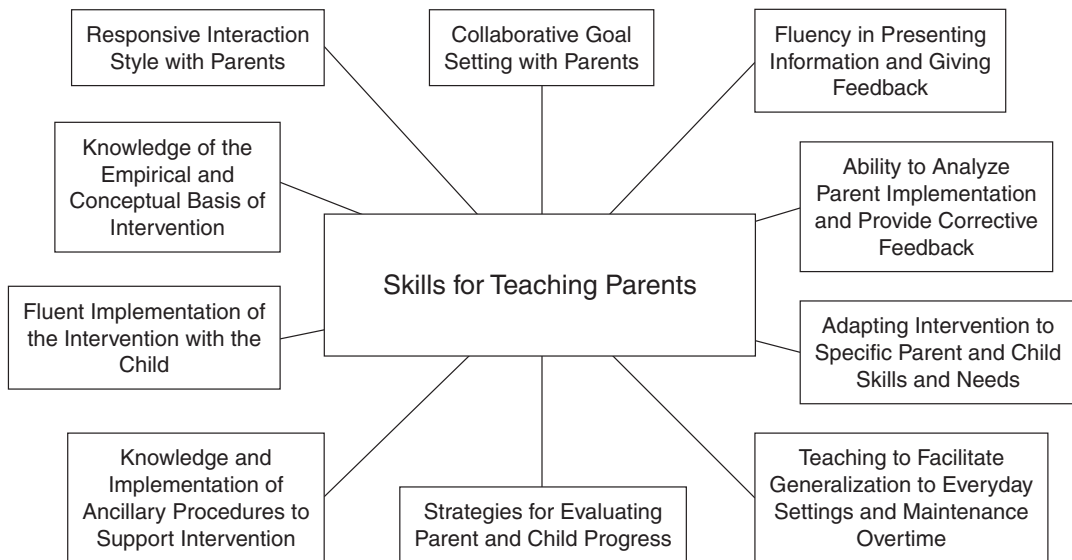 Responsive Interaction
Style with Parents
Collaborative Goal
Setting with Parents
Fluency in Presenting
Information and Giving
Feedback
Knowledge of the
Empirical and
Conceptual Basis of
Intervention
Ability to Analyze
Parent Implementation
and Provide Corrective
Feedback
Skills for Teaching Parents
Fluent Implementation of
the Intervention with the
Child
Adapting Intervention to
Specific Parent and Child
Skills and Needs
Knowledge and
Implementation of
Ancillary Procedures to
Support Intervention
Strategies for Evaluating
Parent and Child Progress
Teaching to Facilitate
Generalization to Everyday
Settings and Maintenance
Overtime